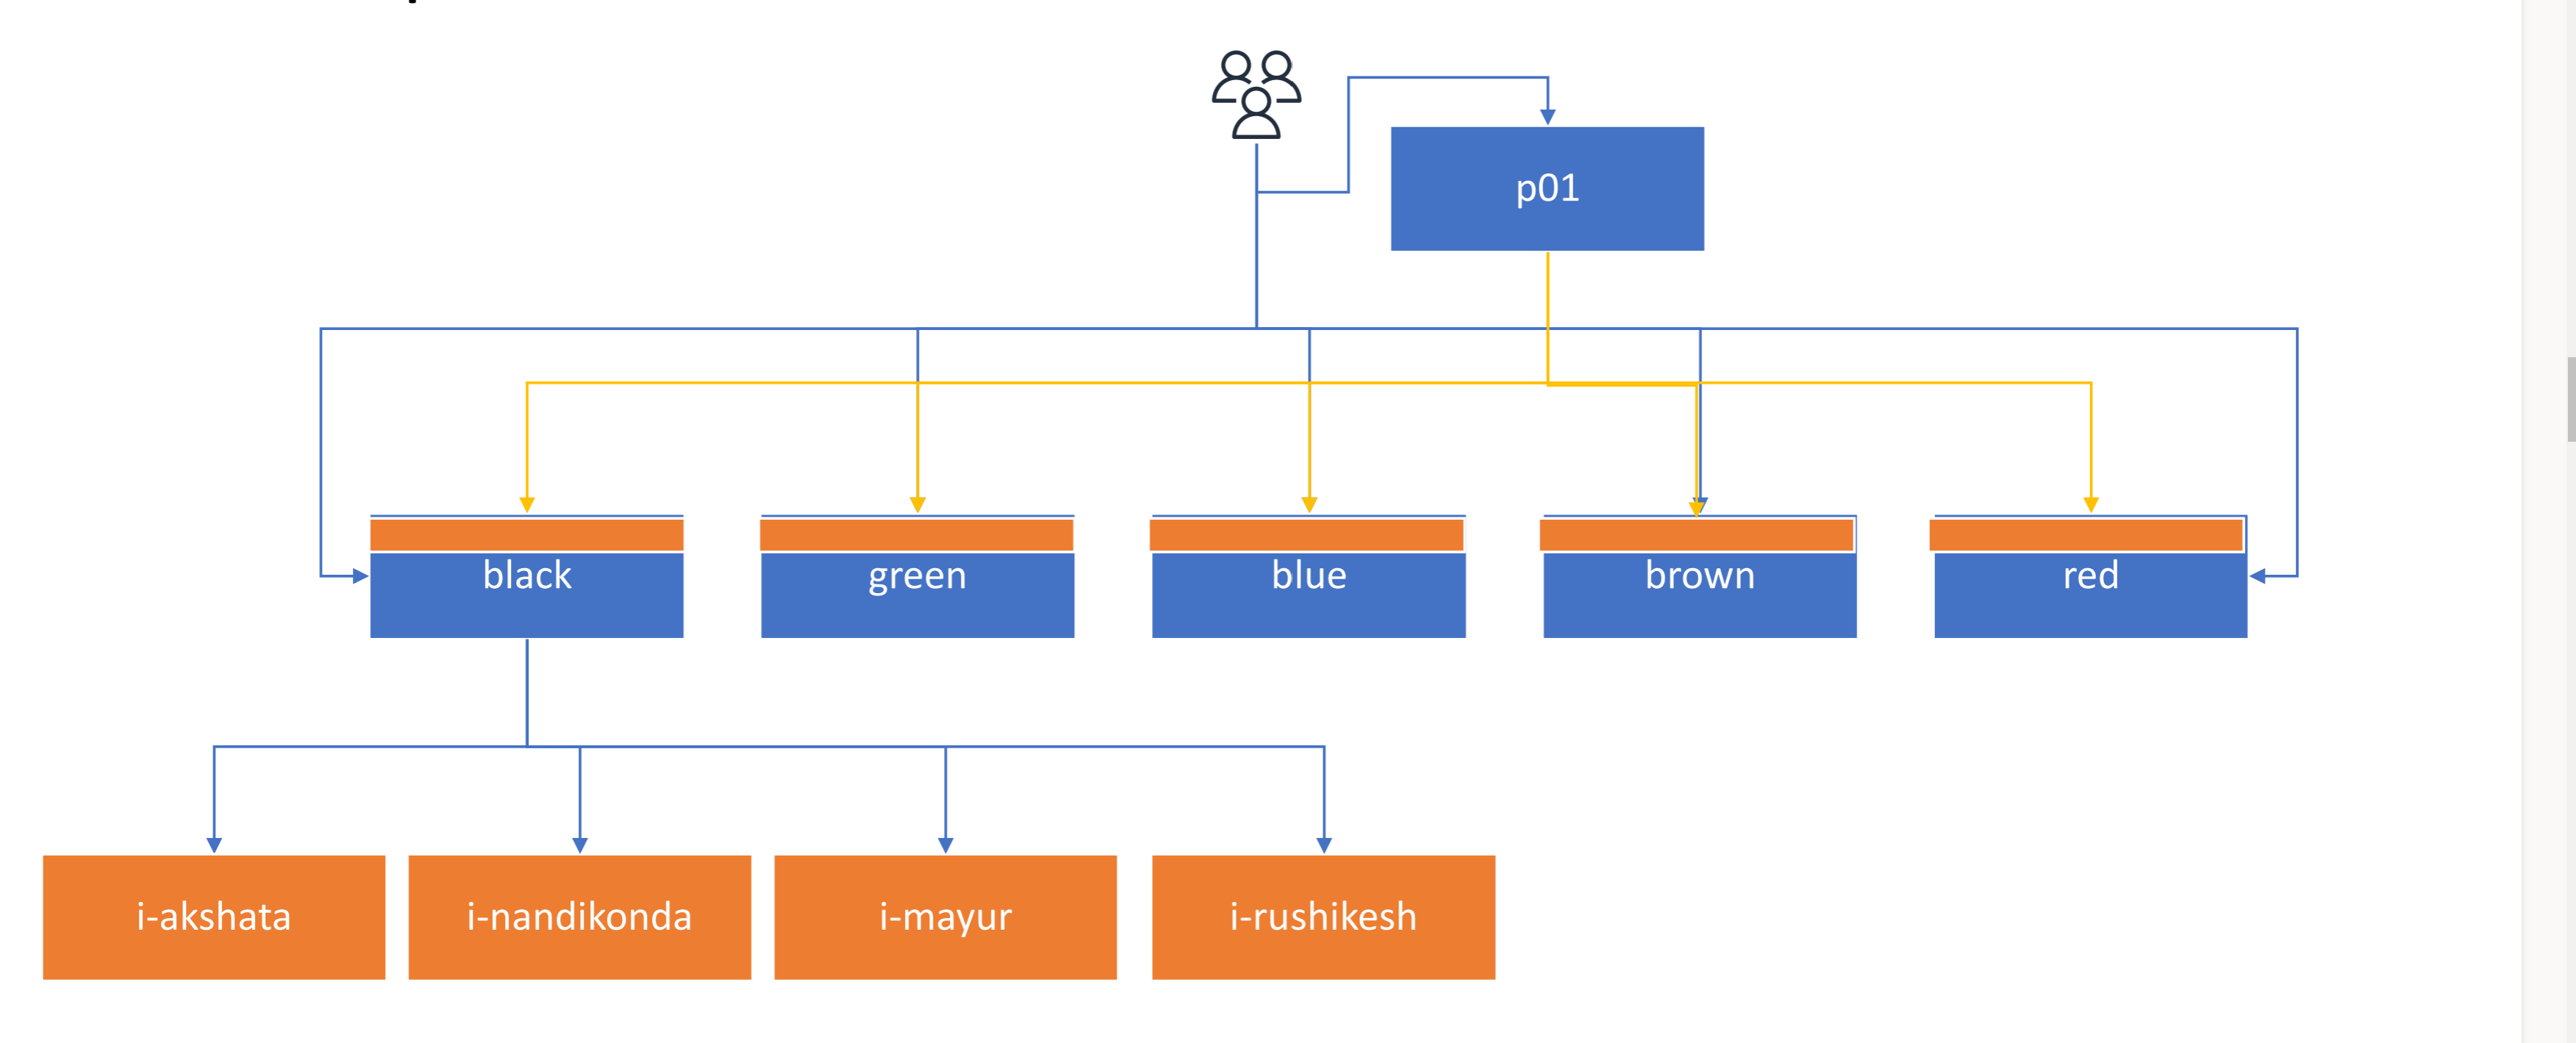 p01
black
green
blue
brown
red
i-akshata
i-nandikonda
i-mayur
i-rushikesh